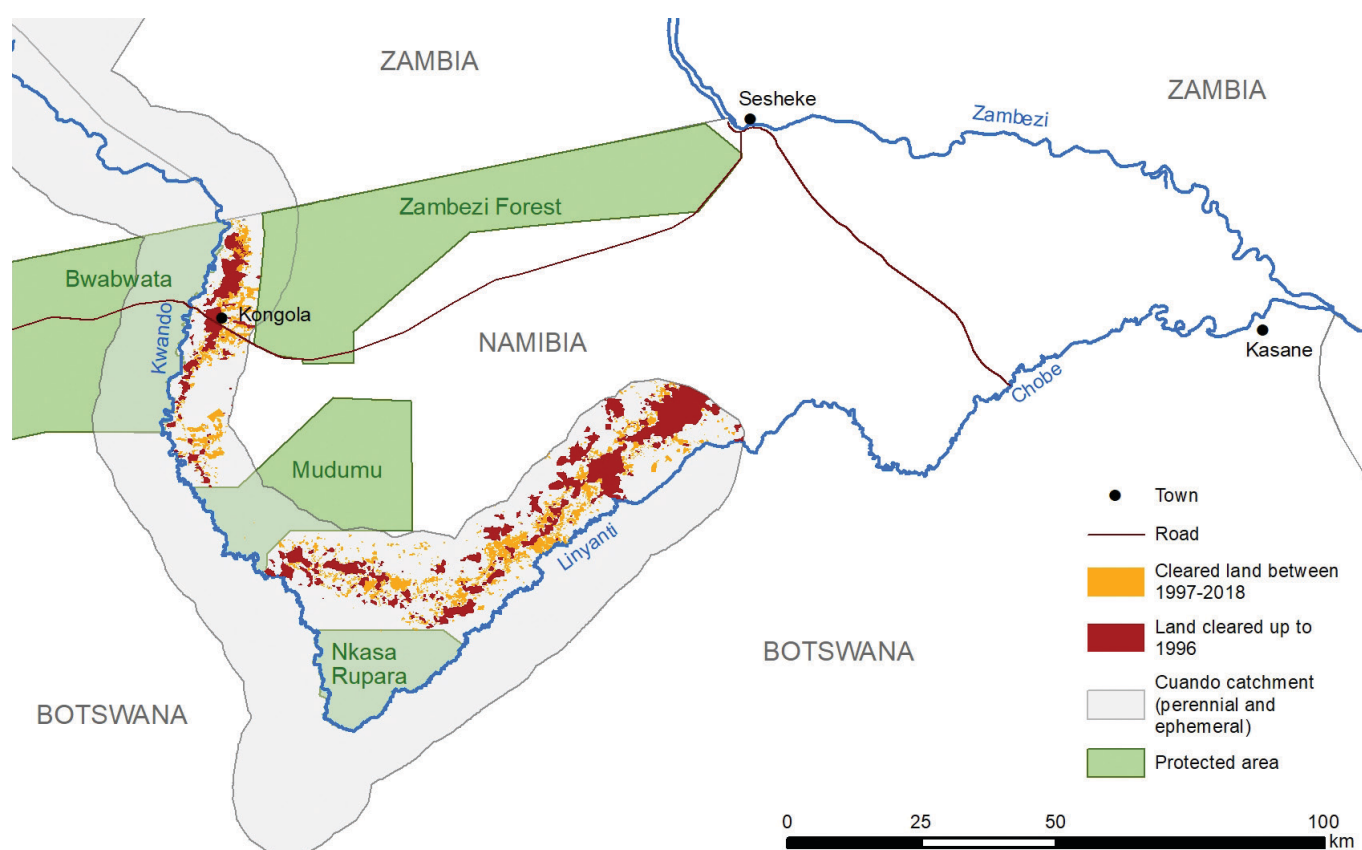 ZAMBIA
ZAMBIA
Sesheke
Zambezi
Zambezi Forest
Bwabwata
Kwando
Kongola
NAMIBIA
Kasane
Chobe
Mudumu
Linyanti
Nkasa
Rupara
BOTSWANA
BOTSWANA
Town
Road
Cleared land between
1997-2018
Land cleared up to
1996
Cuando catchment
(perennial and
ephemeral)
Protected area
0 25 50 100
km